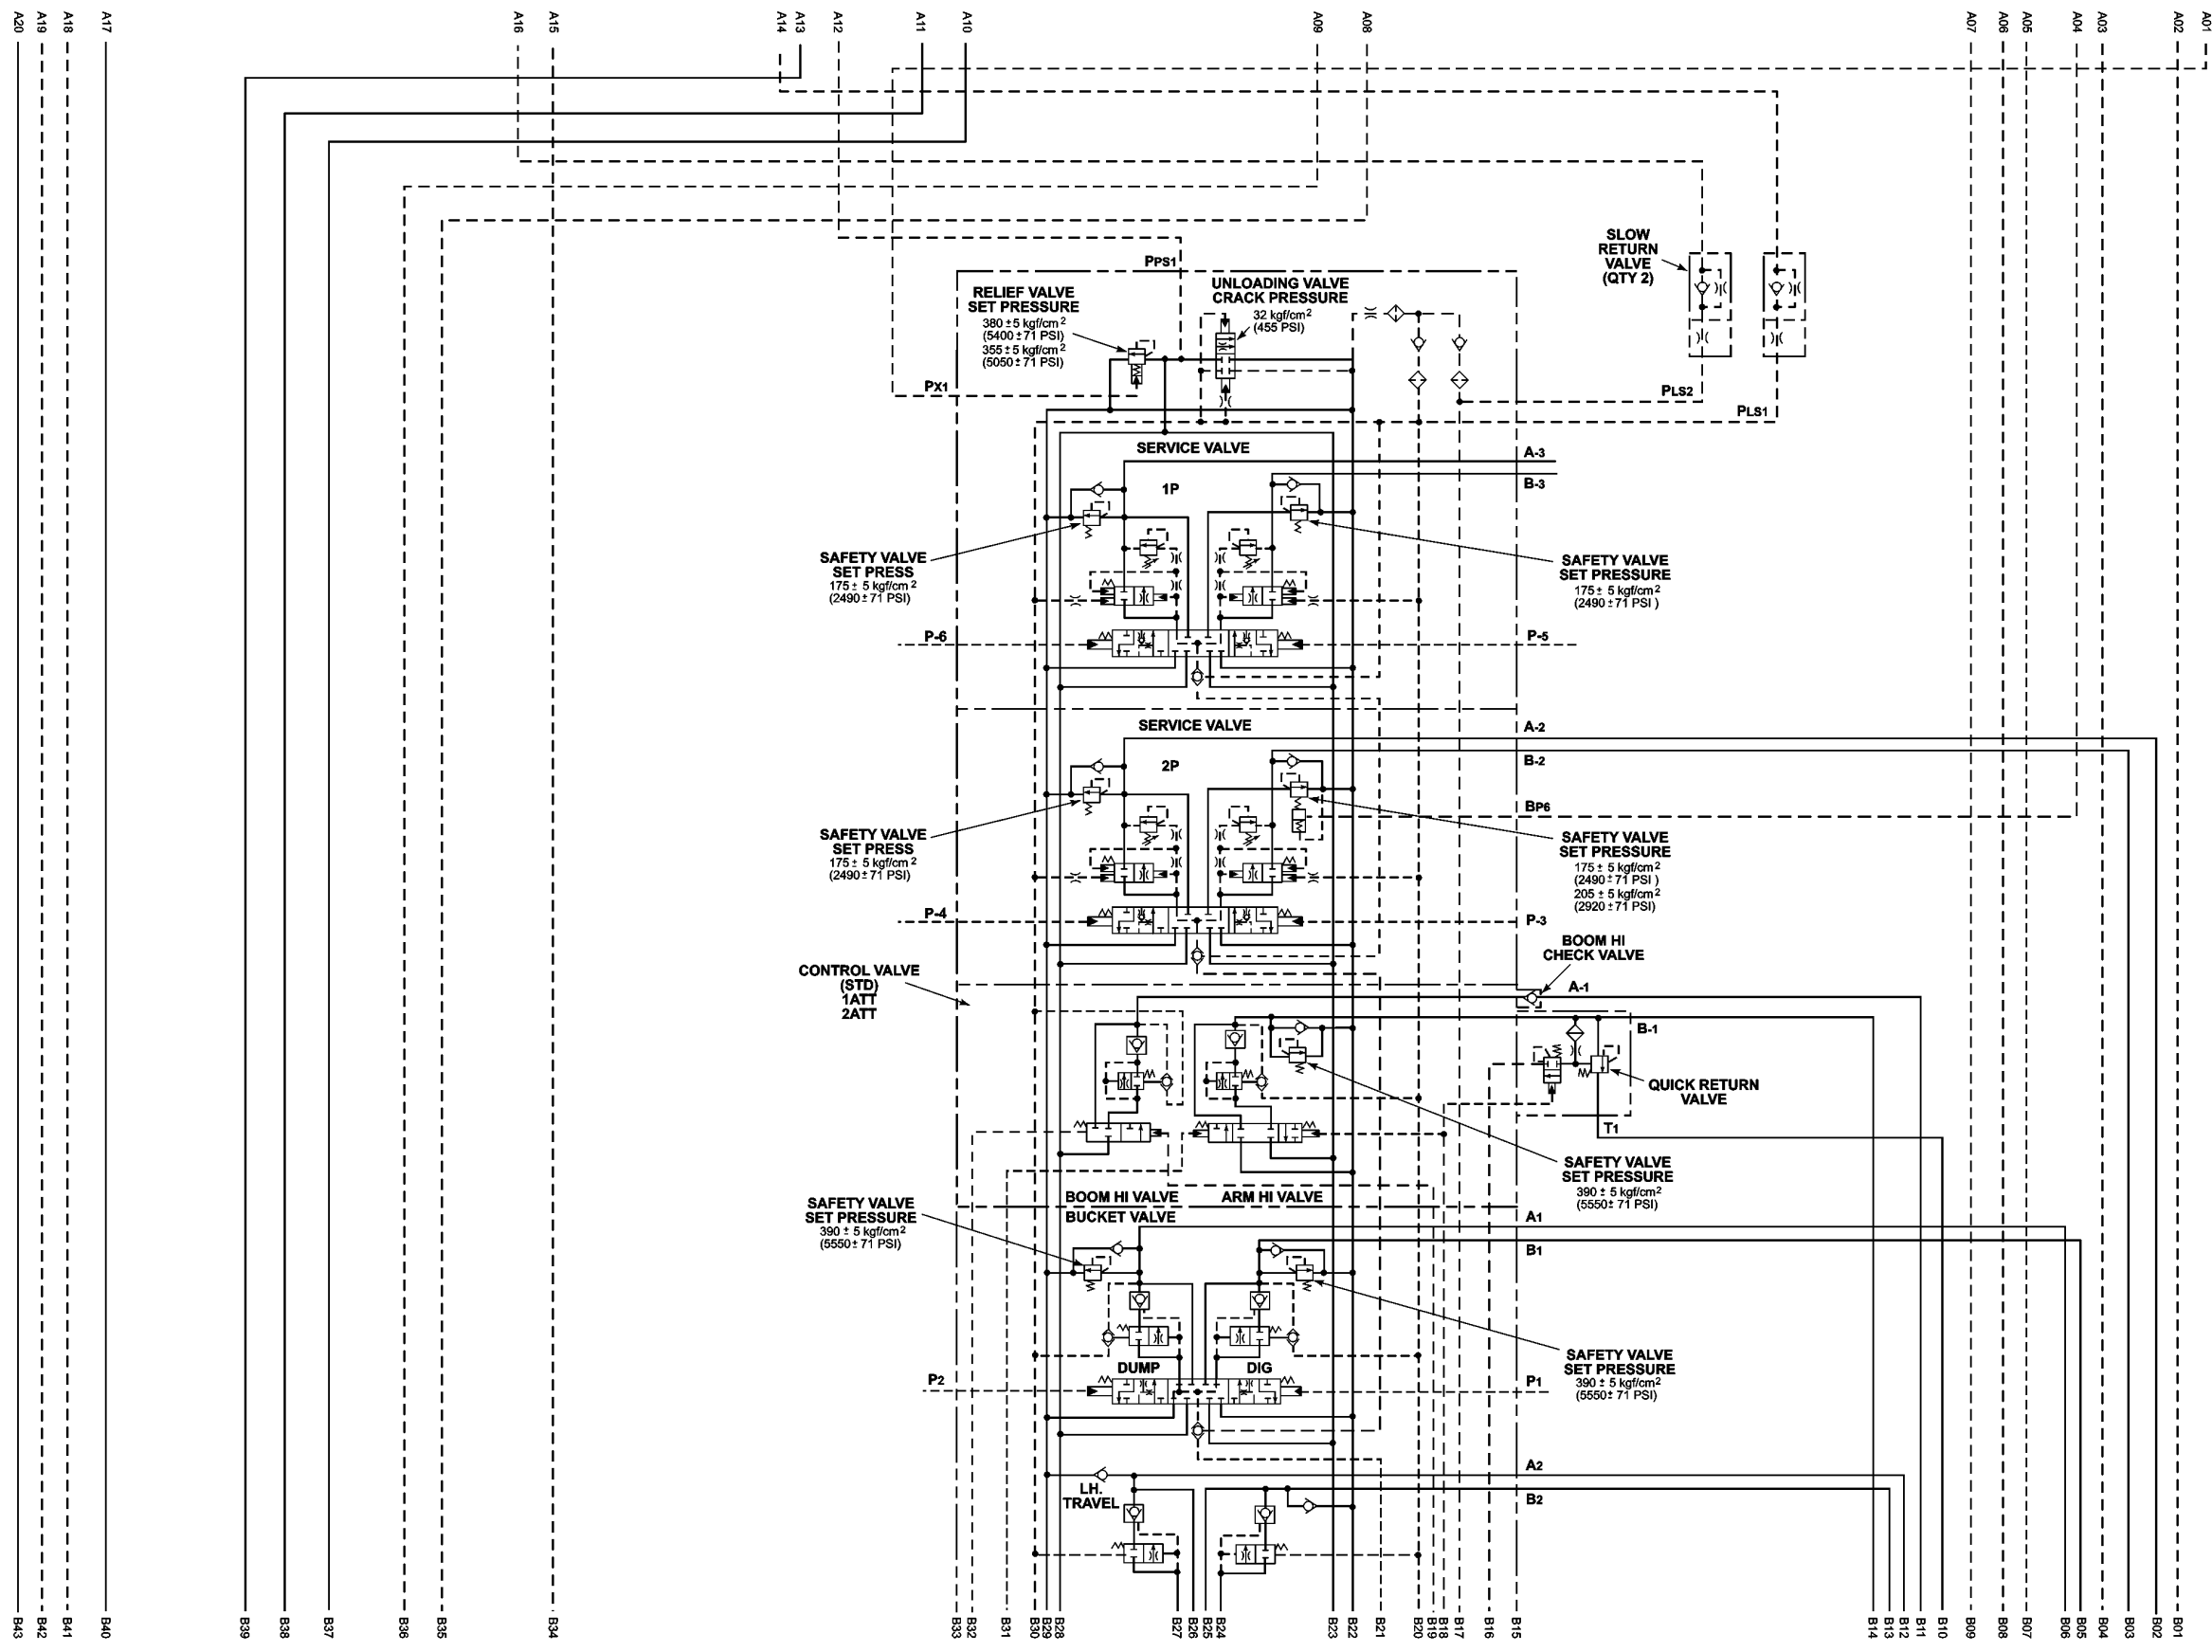 A20
A19
A18
A17
A16
A15
A14
A13
A12
A11
A10
A09
A08
A07
A06
A05
A04
A03
A02
A01
SLOW
RETURN
VALVE
(QTY 2)
PPS1
RELIEF VALVE
SET PRESSURE
380 ±5 kgf/cm²
(5400 ±71 PSI)
355 ±5 kgf/cm²
(5050 ±71 PSI)
UNLOADING VALVE
CRACK PRESSURE
32 kgf/cm²
(455 PSI)
PX1
PLS2
PLS1
SERVICE VALVE
A-3
B-3
1P
SAFETY VALVE
SET PRESS
175 ± 5 kgf/cm²
(2490 ± 71 PSI)
SAFETY VALVE
SET PRESSURE
175 ± 5 kgf/cm²
(2490 ± 71 PSI )
P-6
P-5
SERVICE VALVE
A-2
B-2
2P
BP6
SAFETY VALVE
SET PRESS
175 ± 5 kgf/cm²
(2490 ± 71 PSI)
SAFETY VALVE
SET PRESSURE
175 ± 5 kgf/cm²
(2490 ± 71 PSI )
205 ± 5 kgf/cm²
(2920 ± 71 PSI)
P-4
P-3
BOOM HI
CHECK VALVE
CONTROL VALVE
(STD)
1ATT
2ATT
A-1
B-1
QUICK RETURN
VALVE
T1
SAFETY VALVE
SET PRESSURE
390 ± 5 kgf/cm²
(5550 ± 71 PSI)
BOOM HI VALVE
ARM HI VALVE
SAFETY VALVE
SET PRESSURE
390 ± 5 kgf/cm²
(5550 ± 71 PSI)
BUCKET VALVE
A1
B1
SAFETY VALVE
SET PRESSURE
390 ± 5 kgf/cm²
(5550 ± 71 PSI)
DUMP
DIG
P2
P1
A2
B2
LH.
TRAVEL
B43
B42
B41
B40
B39
B38
B37
B36
B35
B34
B33
B32
B31
B30
B29
B28
B27
B26
B25
B24
B23
B22
B21
B20
B19
B18
B17
B16
B15
B14
B13
B12
B11
B10
B09
B08
B07
B06
B05
B04
B03
B02
B01